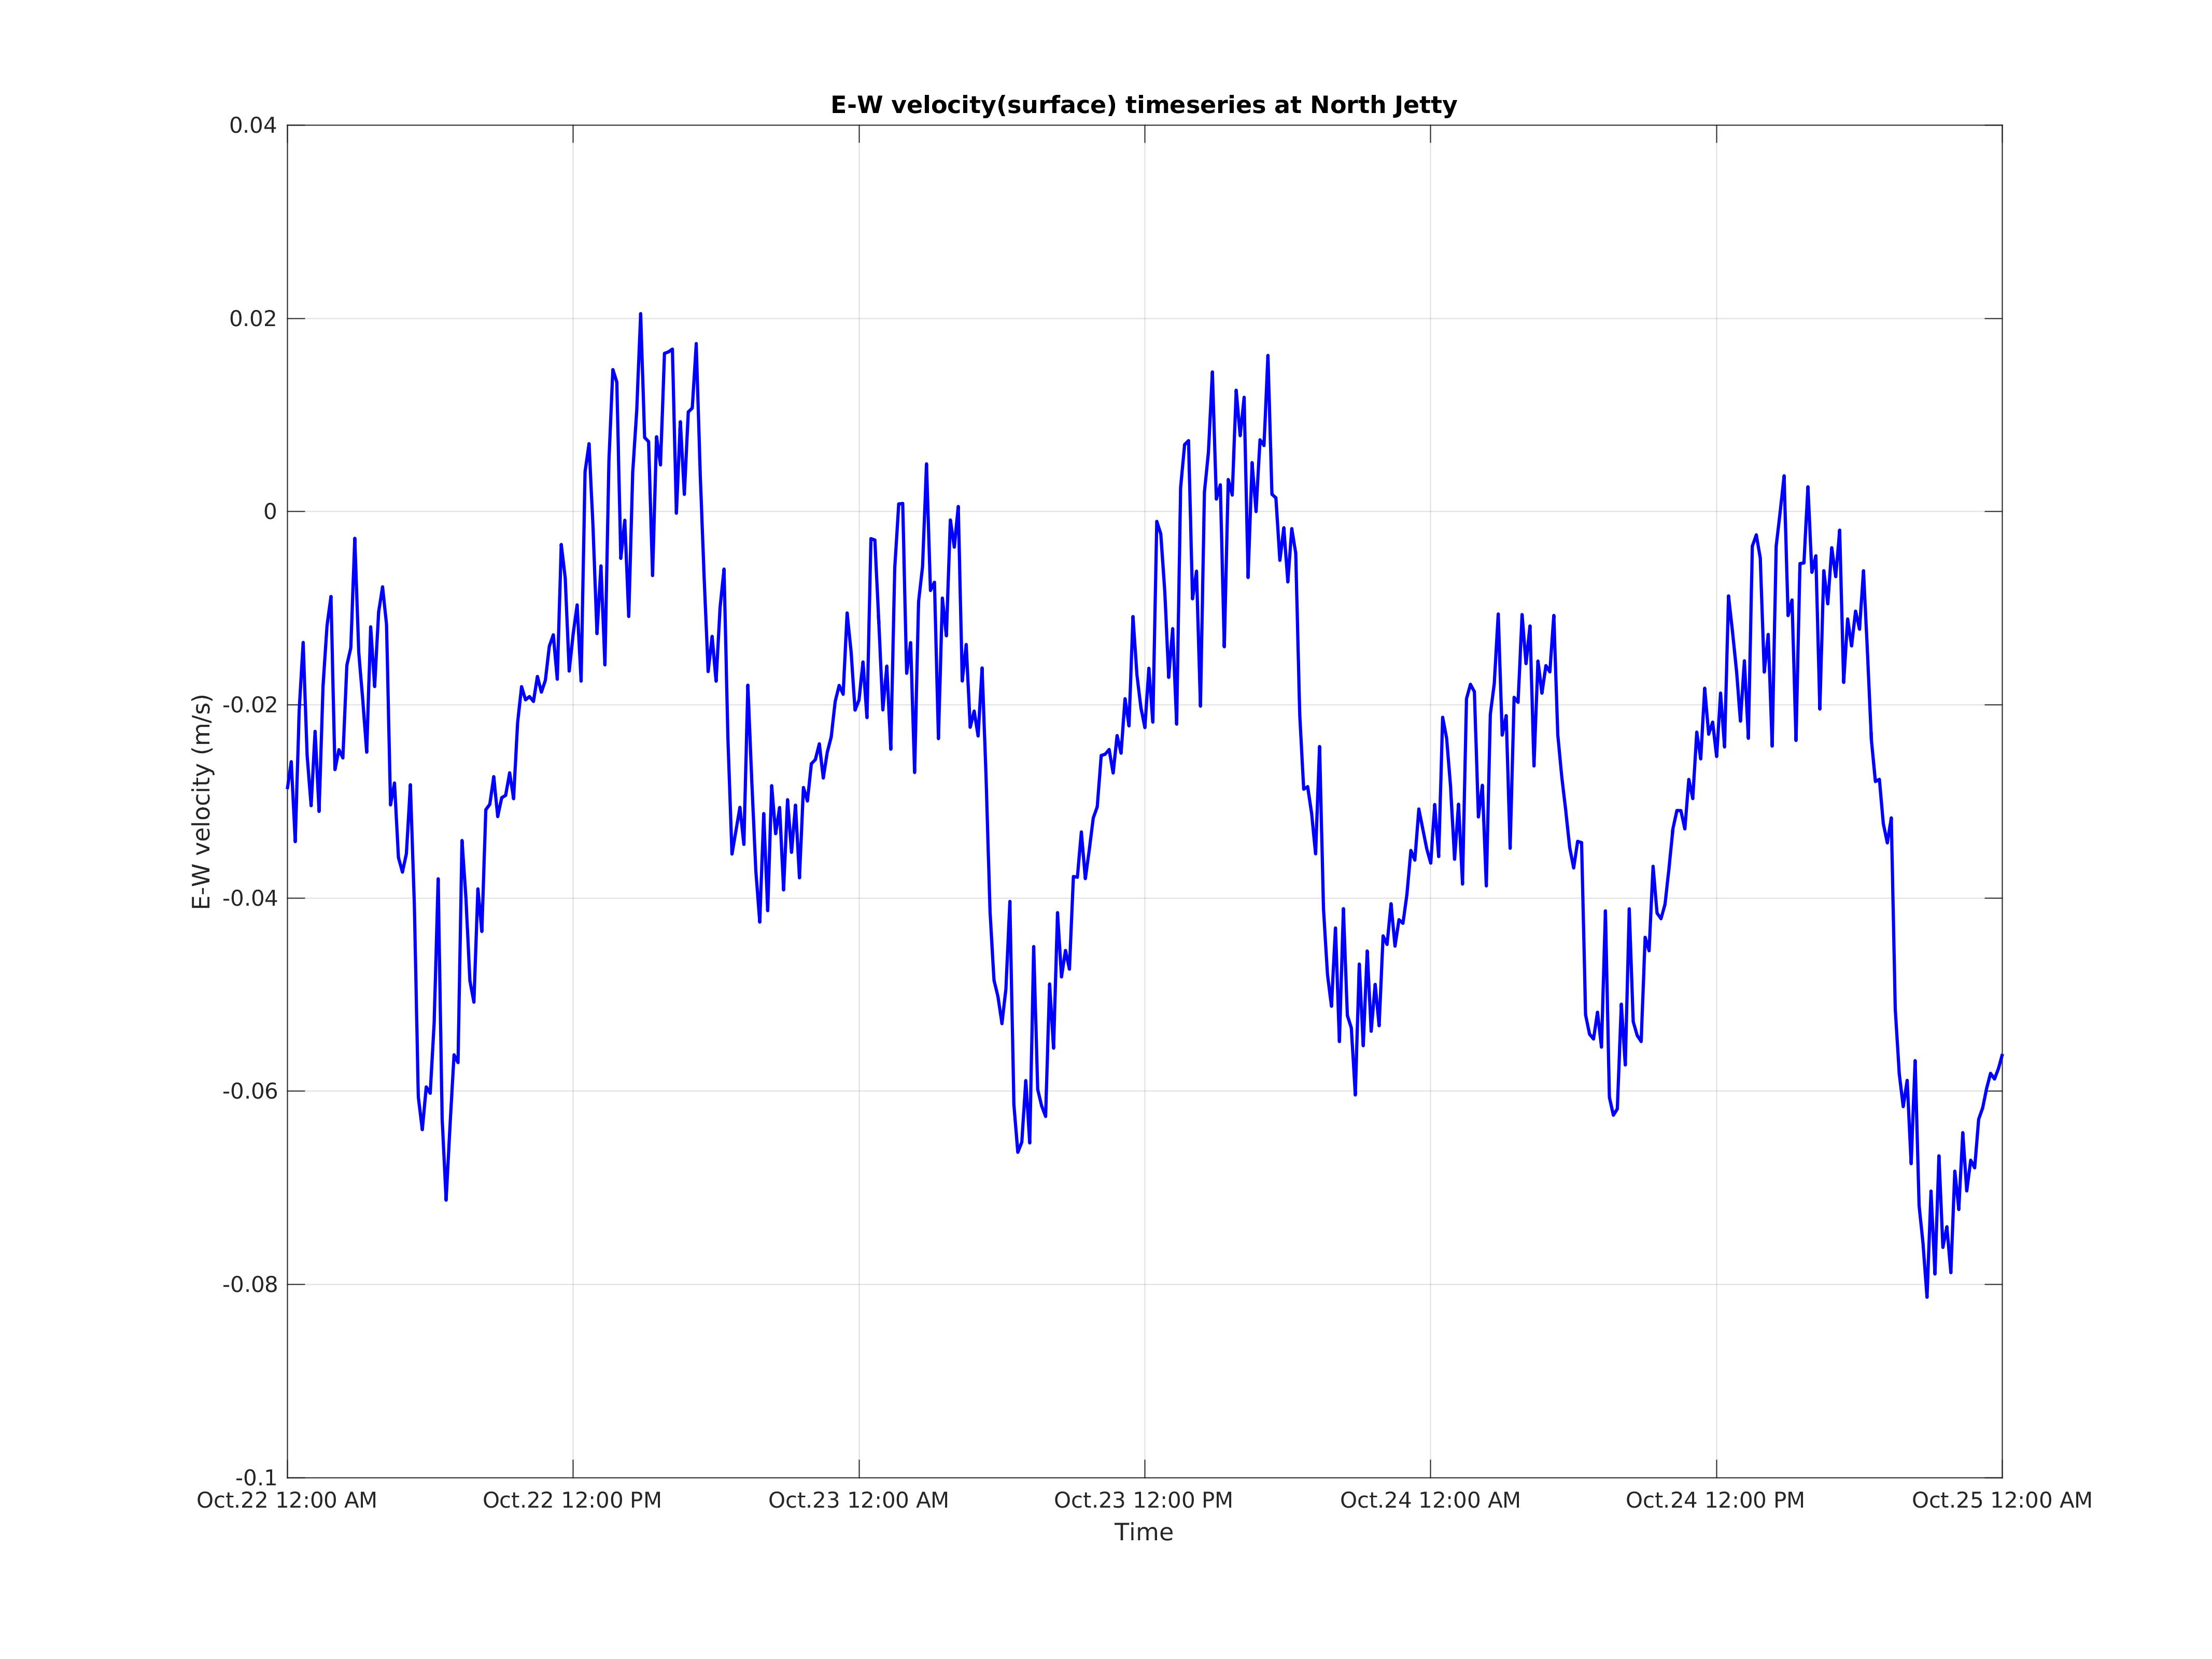 E-W velocity(surface) timeseries at North Jetty
0.04
0.02
0
-0.02
-0.04
-0.06
-0.08
-0.1
E-W velocity (m/s)
Oct.22 12:00 AM Oct.22 12:00 PM Oct.23 12:00 AM Oct.23 12:00 PM Oct.24 12:00 AM Oct.24 12:00 PM Oct.25 12:00 AM
Time